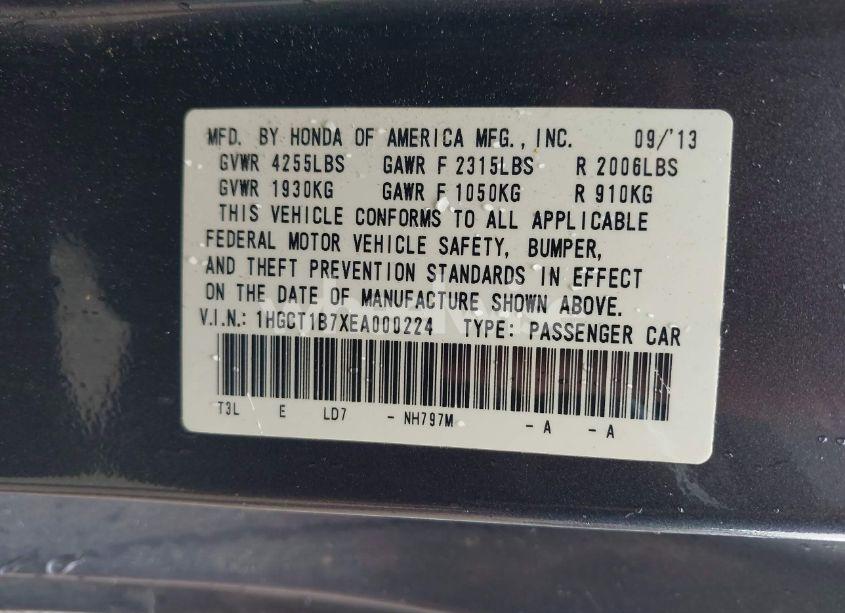 MFD. BY HONDA OF AMERICA MFG., INC. 09/'13
GVWR 4255LBS GAWR F 2315LBS R 2006LBS
GVWR 1930KG GAWR F 1050KG R 910KG
THIS VEHICLE CONFORMS TO ALL APPLICABLE
FEDERAL MOTOR VEHICLE SAFETY, BUMPER,
AND THEFT PREVENTION STANDARDS IN EFFECT
ON THE DATE OF MANUFACTURE SHOWN ABOVE.
V.I.N.: 1HGCT1B7XEA000224 TYPE: PASSENGER CAR
T3L E LD7 - NH797M - A - A